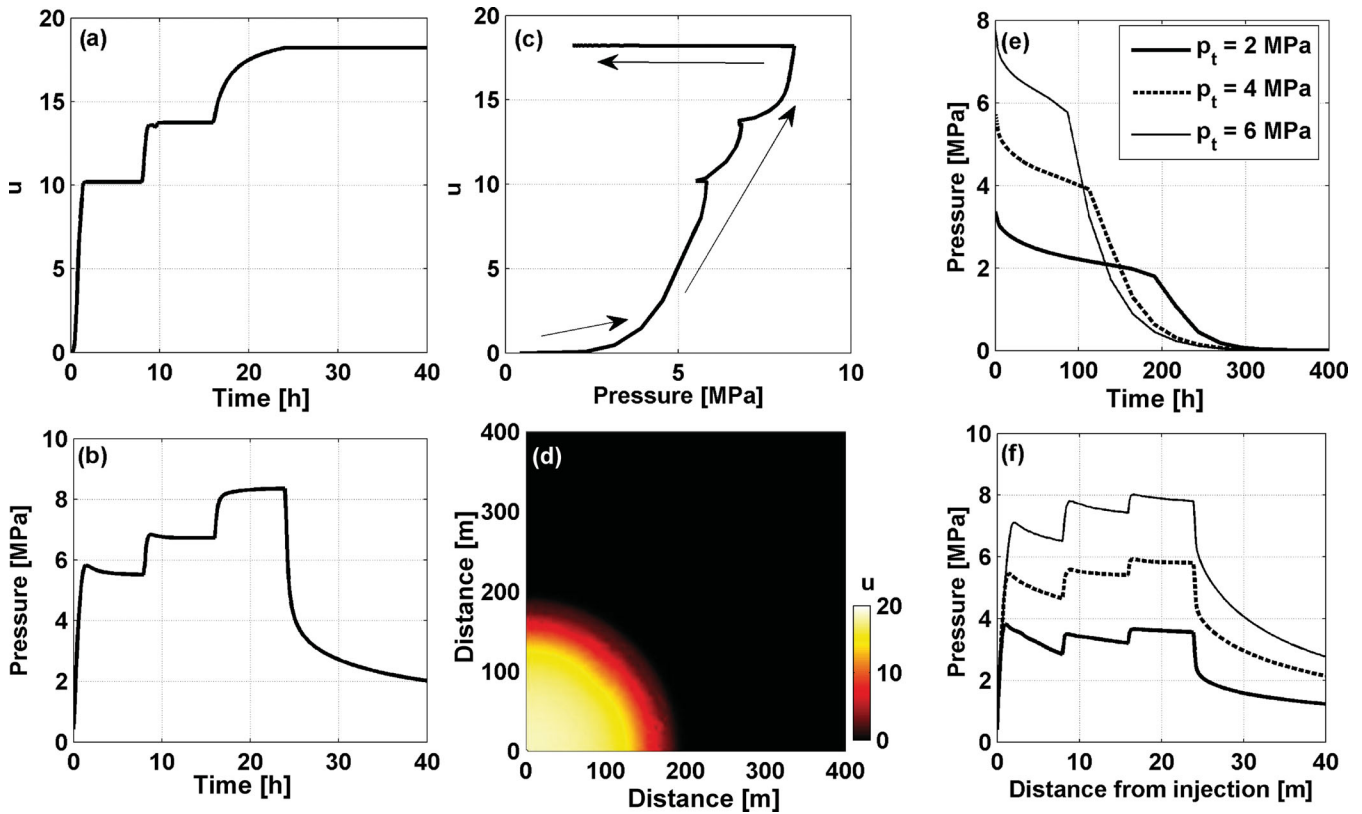 (a)
u
20
15
10
5
0
0 10 20 30 40
Time [h]
(c)
u
20
15
10
5
0
0 5 10
Pressure [MPa]
(e)
p t = 2 MPa
p t = 4 MPa
p t = 6 MPa
Pressure [MPa]
8
6
4
2
0
0 100 200 300 400
Time [h]
(b)
Pressure [MPa]
10
8
6
4
2
0
0 10 20 30 40
Time [h]
(d)
Distance [m]
400
300
200
100
0
0 100 200 300 400
Distance [m]
u
20
10
0
(f)
Pressure [MPa]
10
8
6
4
2
0
0 10 20 30 40
Distance from injection [m]